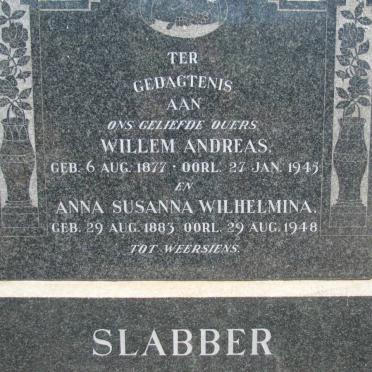 TER
GEDAGTENIS
AAN
ONS GELIEFDE OUERS
WILLEM ANDREAS,
GEB. 6 AUG. 1877 · OORL. 27 JAN. 1945
EN
ANNA SUSANNA WILHELMINA,
GEB. 29 AUG. 1883 OORL. 29 AUG. 1948
TOT WEERSIENS.
SLABBER